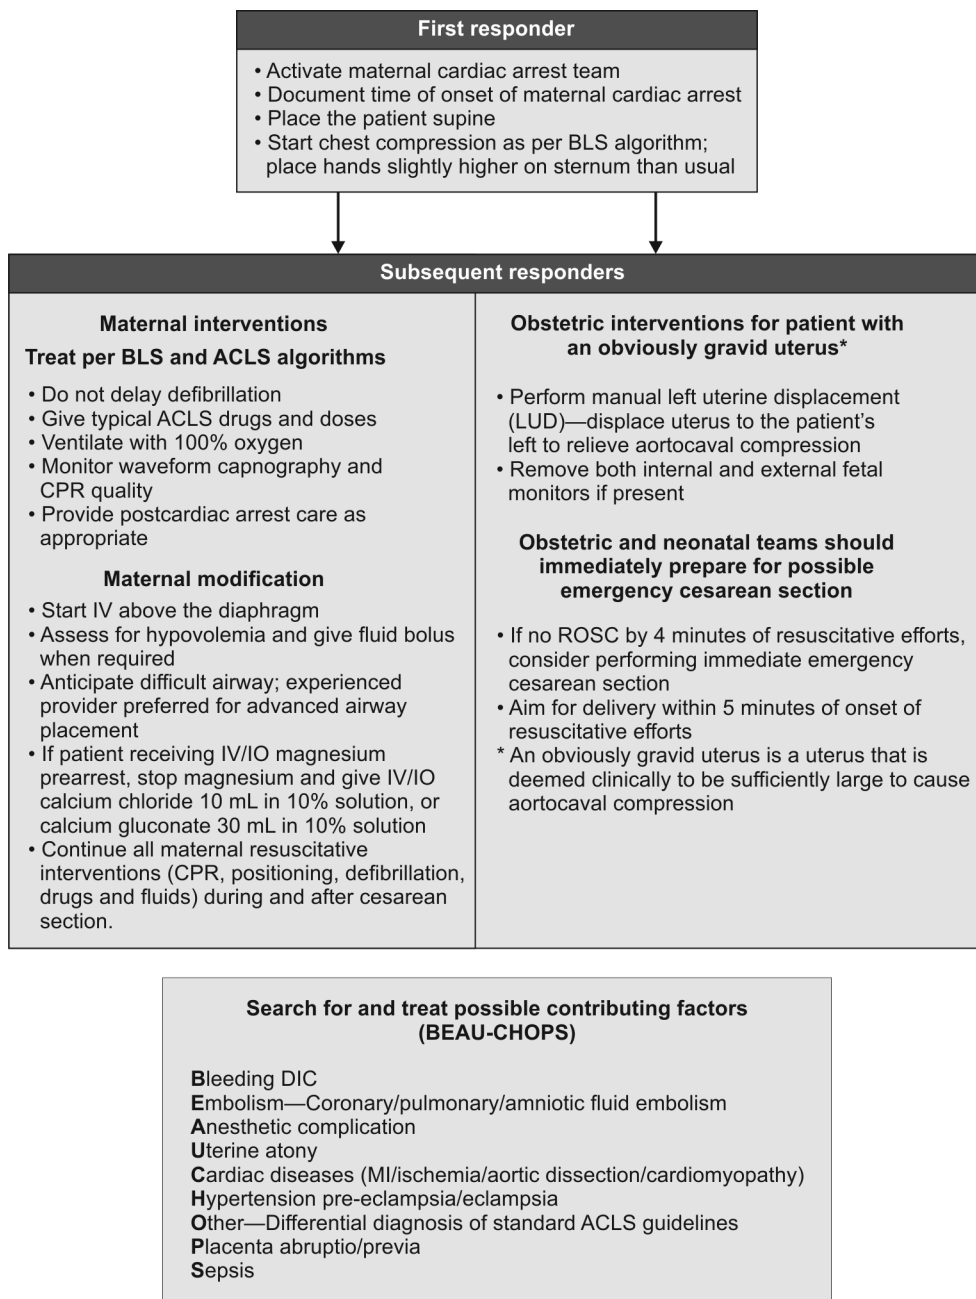 First responder
• Activate maternal cardiac arrest team
• Document time of onset of maternal cardiac arrest
• Place the patient supine
• Start chest compression as per BLS algorithm;
place hands slightly higher on sternum than usual
Subsequent responders
Maternal interventions
Treat per BLS and ACLS algorithms
• Do not delay defibrillation
• Give typical ACLS drugs and doses
• Ventilate with 100% oxygen
• Monitor waveform capnography and
CPR quality
• Provide postcardiac arrest care as
appropriate
Maternal modification
• Start IV above the diaphragm
• Assess for hypovolemia and give fluid bolus
when required
• Anticipate difficult airway; experienced
provider preferred for advanced airway
placement
• If patient receiving IV/IO magnesium
prearrest, stop magnesium and give IV/IO
calcium chloride 10 mL in 10% solution, or
calcium gluconate 30 mL in 10% solution
• Continue all maternal resuscitative
interventions (CPR, positioning, defibrillation,
drugs and fluids) during and after cesarean
section.
Obstetric interventions for patient with
an obviously gravid uterus*
• Perform manual left uterine displacement
(LUD)—displace uterus to the patient's
left to relieve aortocaval compression
• Remove both internal and external fetal
monitors if present
Obstetric and neonatal teams should
immediately prepare for possible
emergency cesarean section
• If no ROSC by 4 minutes of resuscitative efforts,
consider performing immediate emergency
cesarean section
• Aim for delivery within 5 minutes of onset of
resuscitative efforts
* An obviously gravid uterus is a uterus that is
deemed clinically to be sufficiently large to cause
aortocaval compression
Search for and treat possible contributing factors
(BEAU-CHOPS)
Bleeding DIC
Embolism—Coronary/pulmonary/amniotic fluid embolism
Anesthetic complication
Uterine atony
Cardiac diseases (MI/ischemia/aortic dissection/cardiomyopathy)
Hypertension pre-eclampsia/eclampsia
Other—Differential diagnosis of standard ACLS guidelines
Placenta abruptio/previa
Sepsis